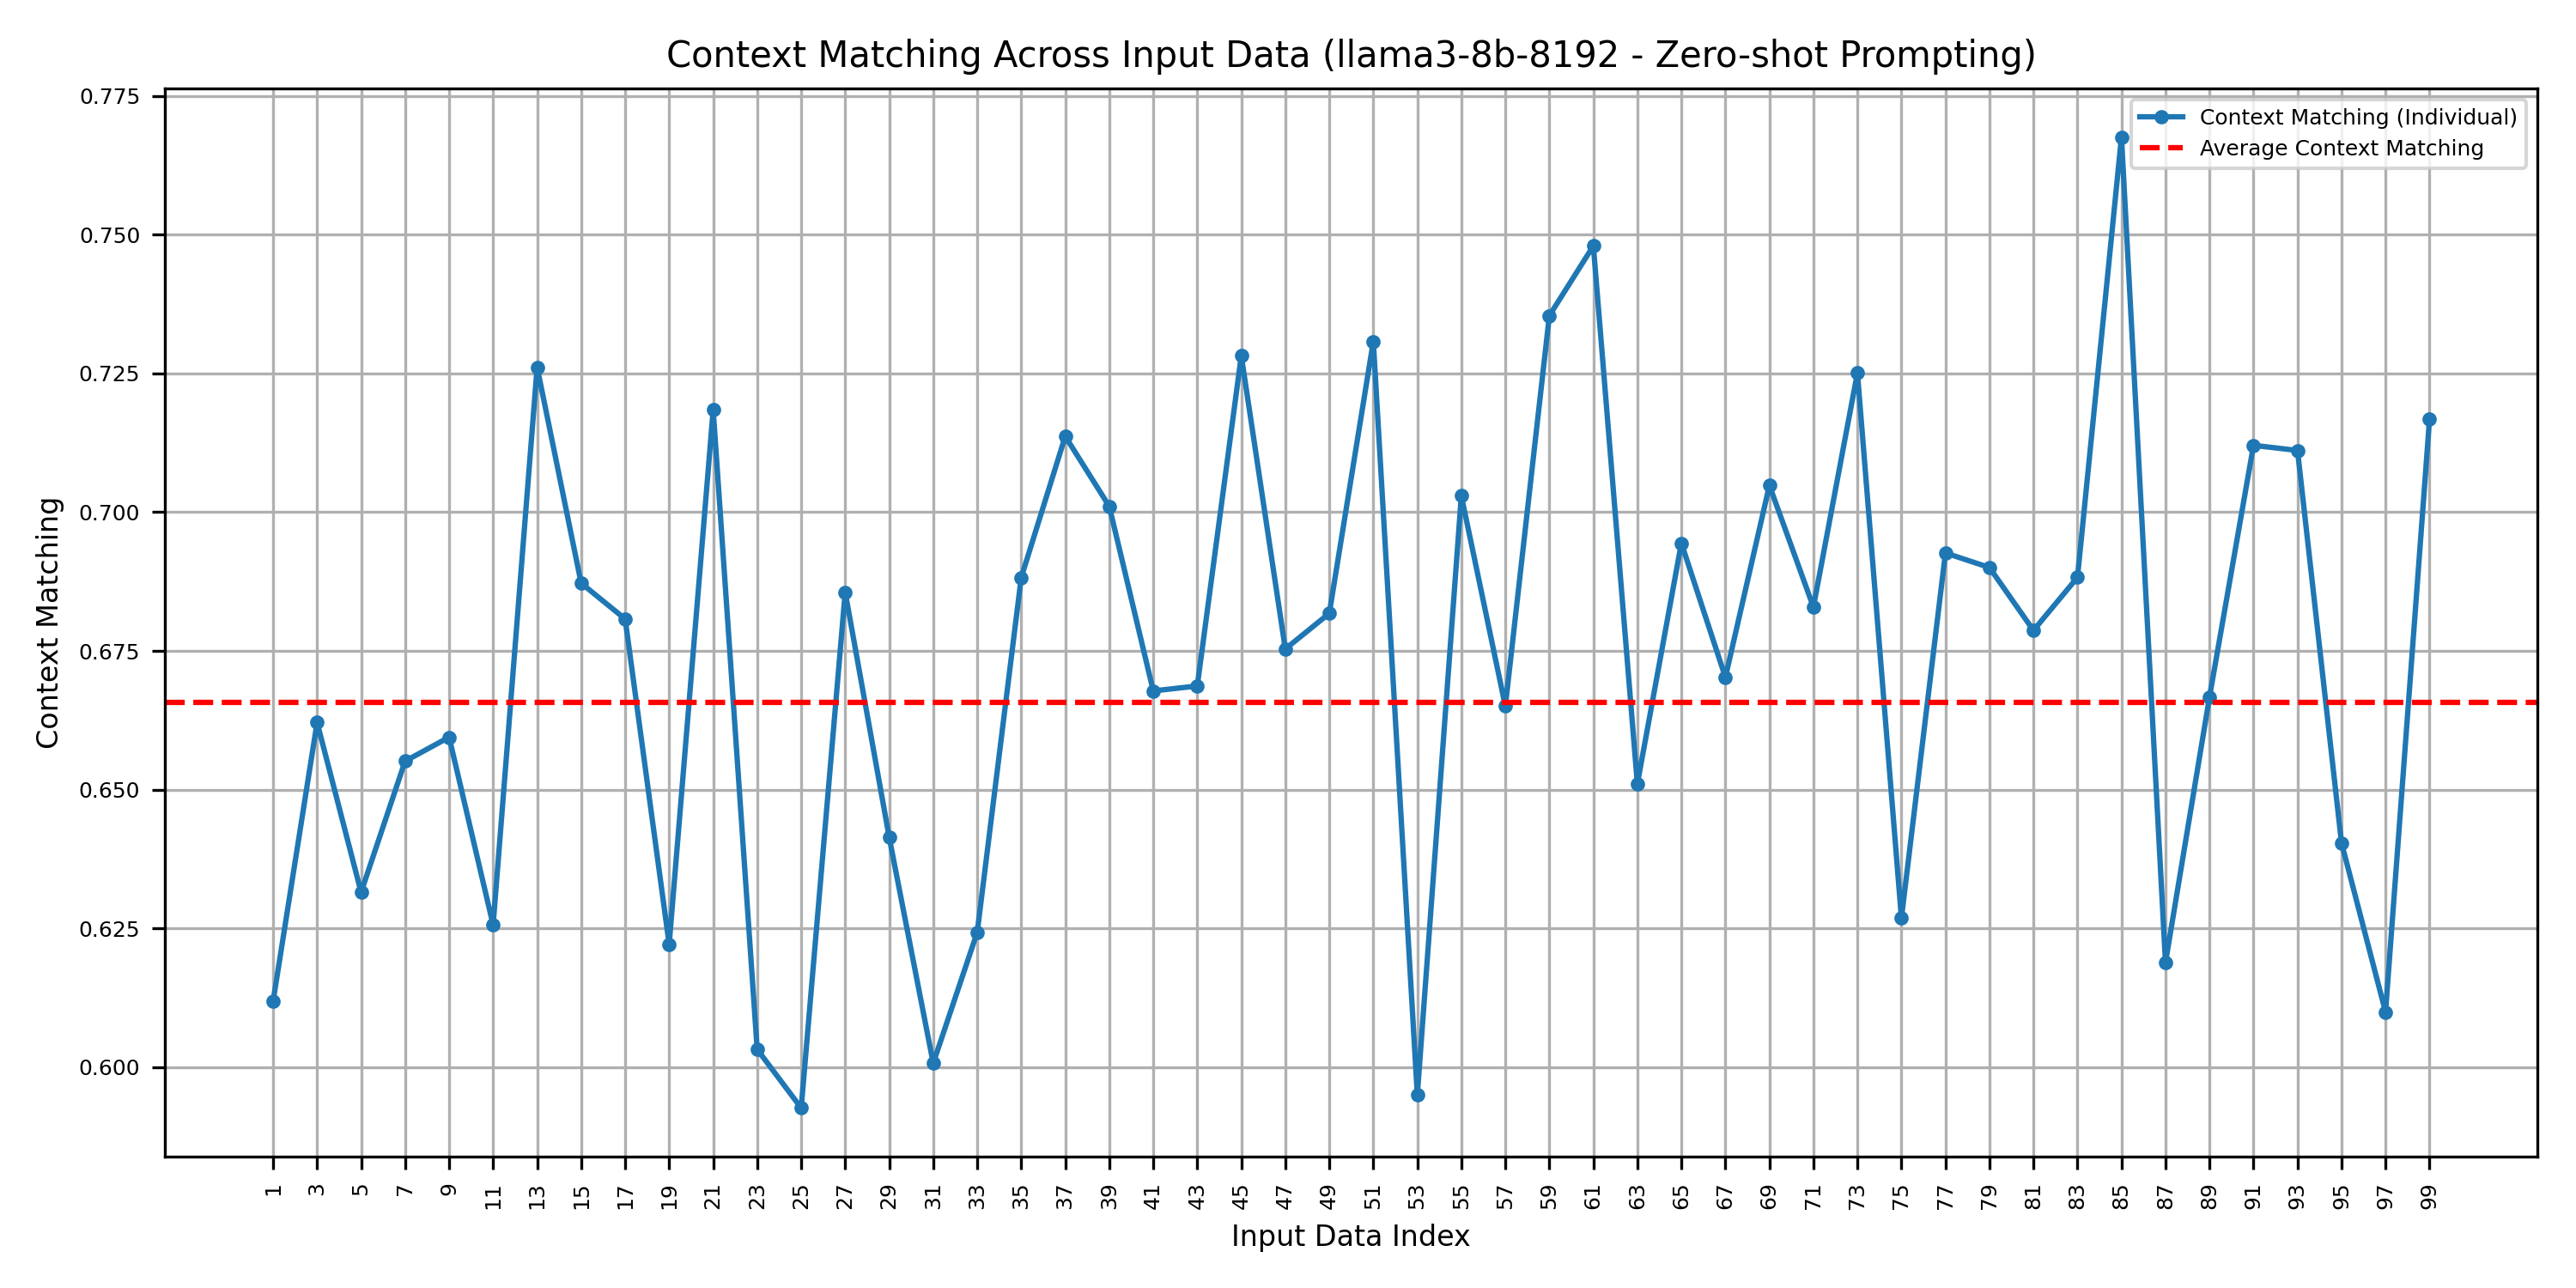 Context Matching Across Input Data (llama3-8b-8192 - Zero-shot Prompting)
Context Matching (Individual)
Average Context Matching
Context Matching
0.775
0.750
0.725
0.700
0.675
0.650
0.625
0.600
1 3 5 7 9 11 13 15 17 19 21 23 25 27 29 31 33 35 37 39 41 43 45 47 49 51 53 55 57 59 61 63 65 67 69 71 73 75 77 79 81 83 85 87 89 91 93 95 97 99
Input Data Index